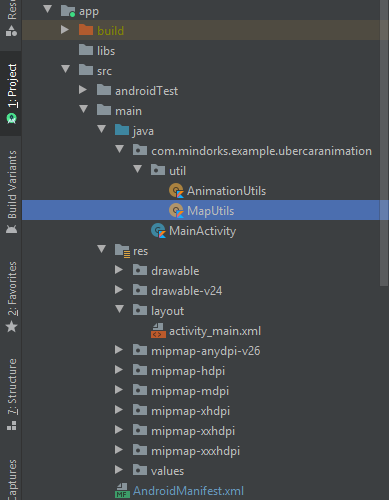 app
build
libs
src
androidTest
main
java
com.mindorks.example.ubercaranimation
util
AnimationUtils
MapUtils
MainActivity
res
drawable
drawable-v24
layout
activity_main.xml
mipmap-anydpi-v26
mipmap-hdpi
mipmap-mdpi
mipmap-xhdpi
mipmap-xxhdpi
mipmap-xxxhdpi
values
MF
AndroidManifest.xml
1: Project
Build Variants
2: Favorites
7: Structure
Captures